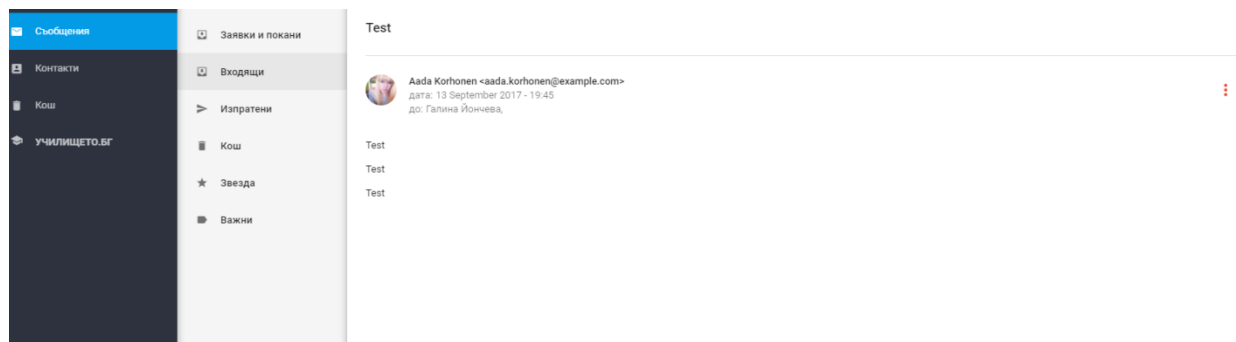 Съобщения
Контакти
Кош
УЧИЛИЩЕТО.БГ
Заявки и покани
Входящи
Изпратени
Кош
Звезда
Важни
Test
Aada Korhonen <aada.korhonen@example.com>
дата: 13 September 2017 - 19:45
до: Галина Йончева,
Test
Test
Test